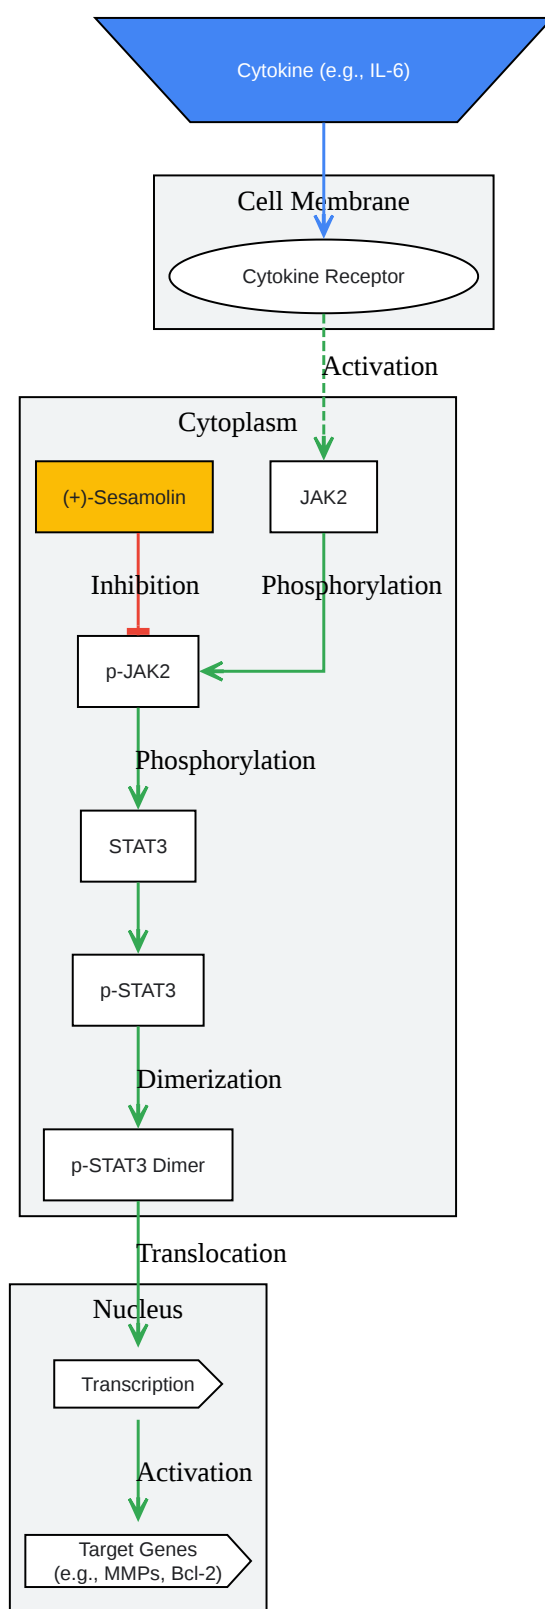 Cytokine (e.g., IL-6)
Cell Membrane
Cytokine Receptor
Activation
Cytoplasm
(+)-Sesamolin
JAK2
Inhibition
Phosphorylation
p-JAK2
Phosphorylation
STAT3
p-STAT3
Dimerization
p-STAT3 Dimer
Translocation
Nucleus
Transcription
Activation
Target Genes
(e.g., MMPs, Bcl-2)